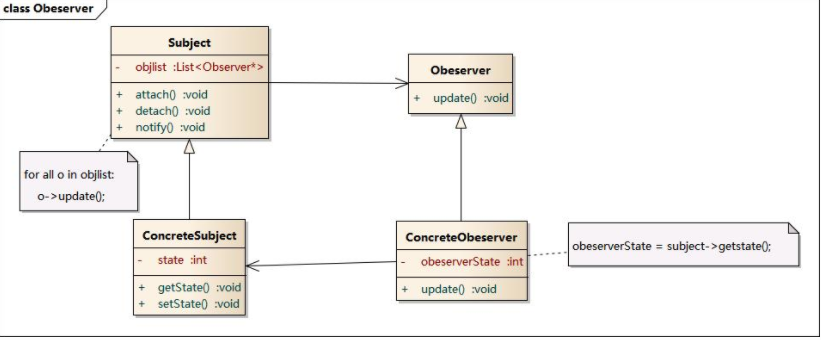 class Obeserver
Subject
- objlist :List<Observer*>
+ attach() :void
+ detach() :void
+ notify() :void
Obeserver
+ update() :void
for all o in objlist:
o->update();
ConcreteSubject
- state :int
+ getState() :void
+ setState() :void
ConcreteObeserver
- obeserverState :int
+ update() :void
obeserverState = subject->getstate();